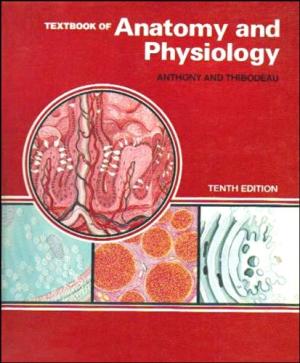 TEXTBOOK OF Anatomy and
Physiology
ANTHONY AND THIBODEAU
TENTH EDITION